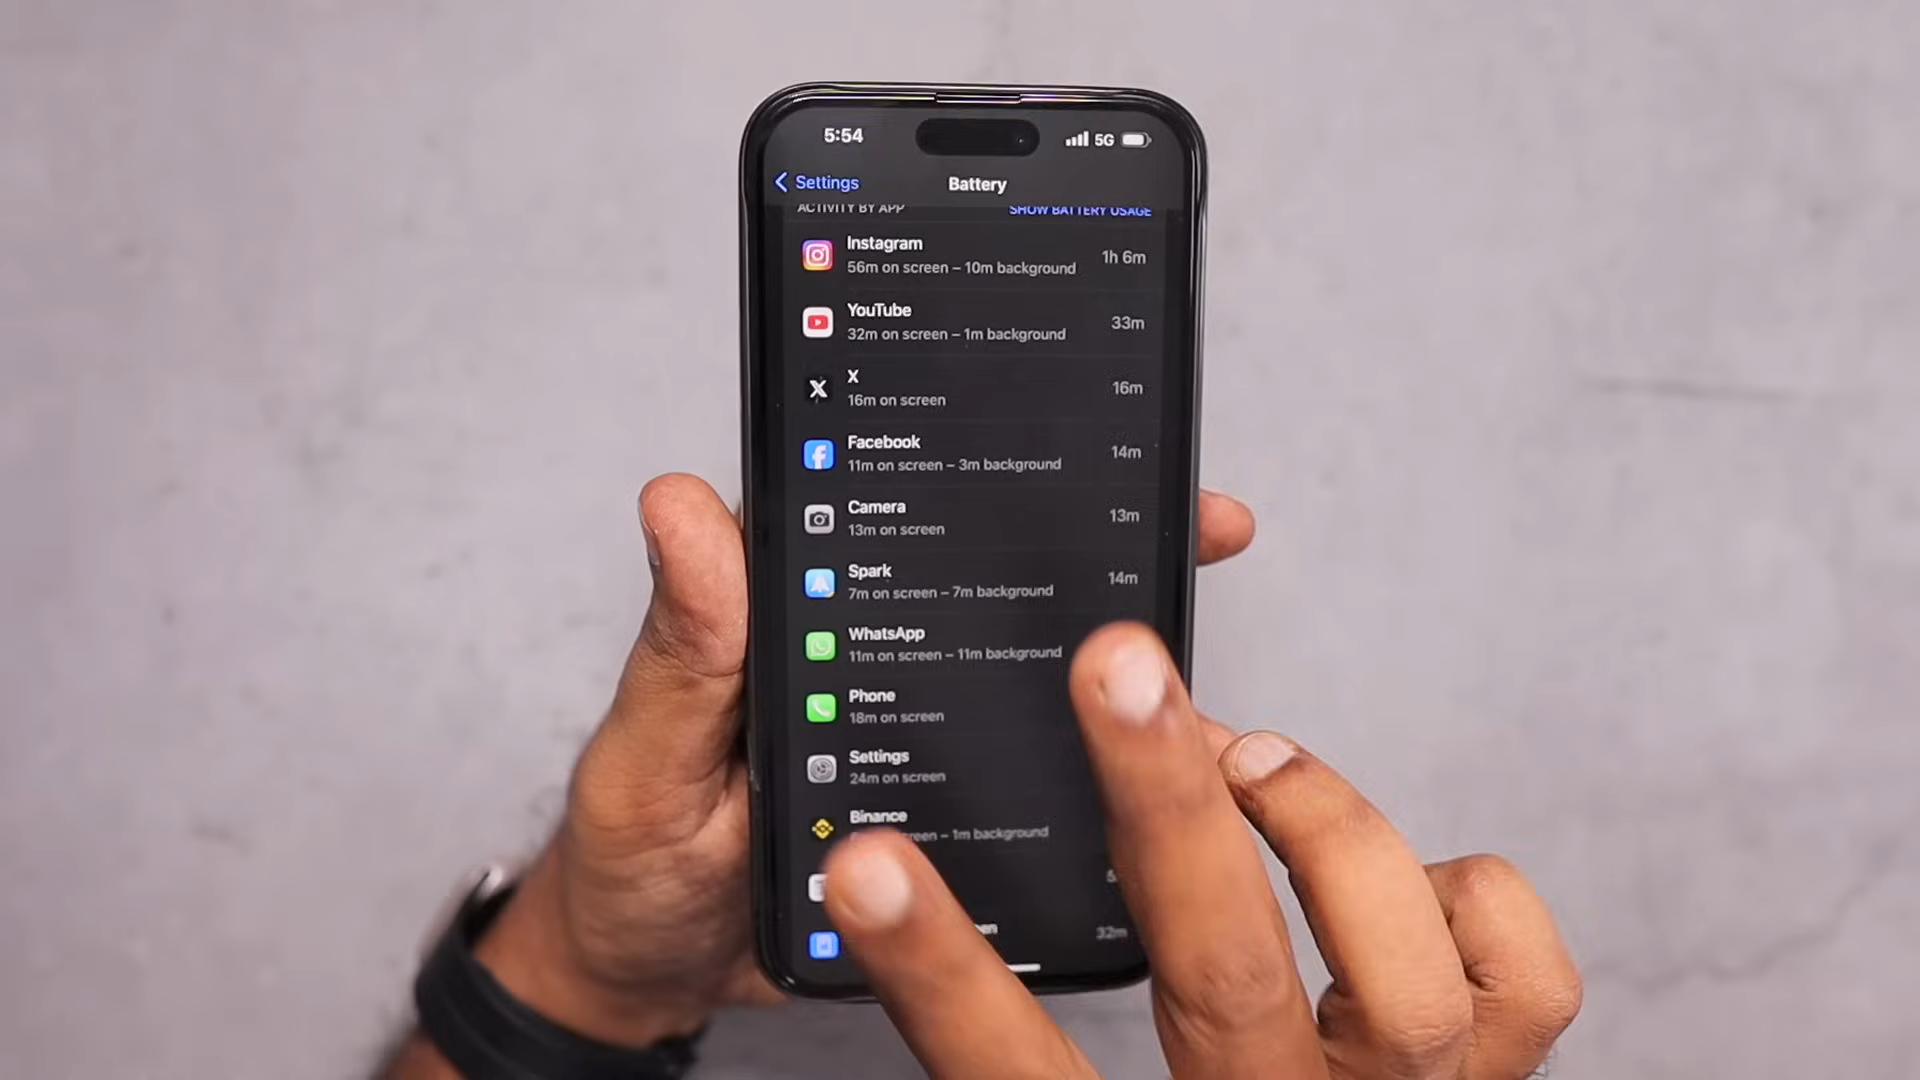 5:54
5G
Settings
Battery
ACTIVITY BY APP
SHOW BATTERY USAGE
Instagram
56m on screen – 10m background
1h 6m
YouTube
32m on screen – 1m background
33m
X
16m on screen
16m
Facebook
11m on screen – 3m background
14m
Camera
13m on screen
13m
Spark
7m on screen – 7m background
14m
WhatsApp
11m on screen – 11m background
Phone
18m on screen
Settings
24m on screen
Binance
– 1m background
32m